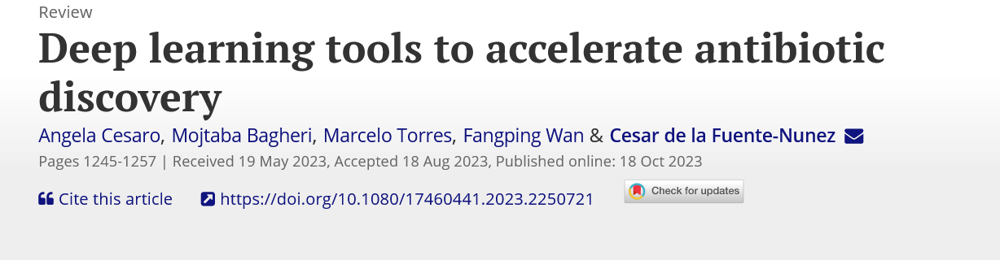 Review
Deep learning tools to accelerate antibiotic
discovery
Angela Cesaro, Mojtaba Bagheri, Marcelo Torres, Fangping Wan & Cesar de la Fuente-Nunez
Pages 1245-1257 | Received 19 May 2023, Accepted 18 Aug 2023, Published online: 18 Oct 2023
Cite this article https://doi.org/10.1080/17460441.2023.2250721 Check for updates